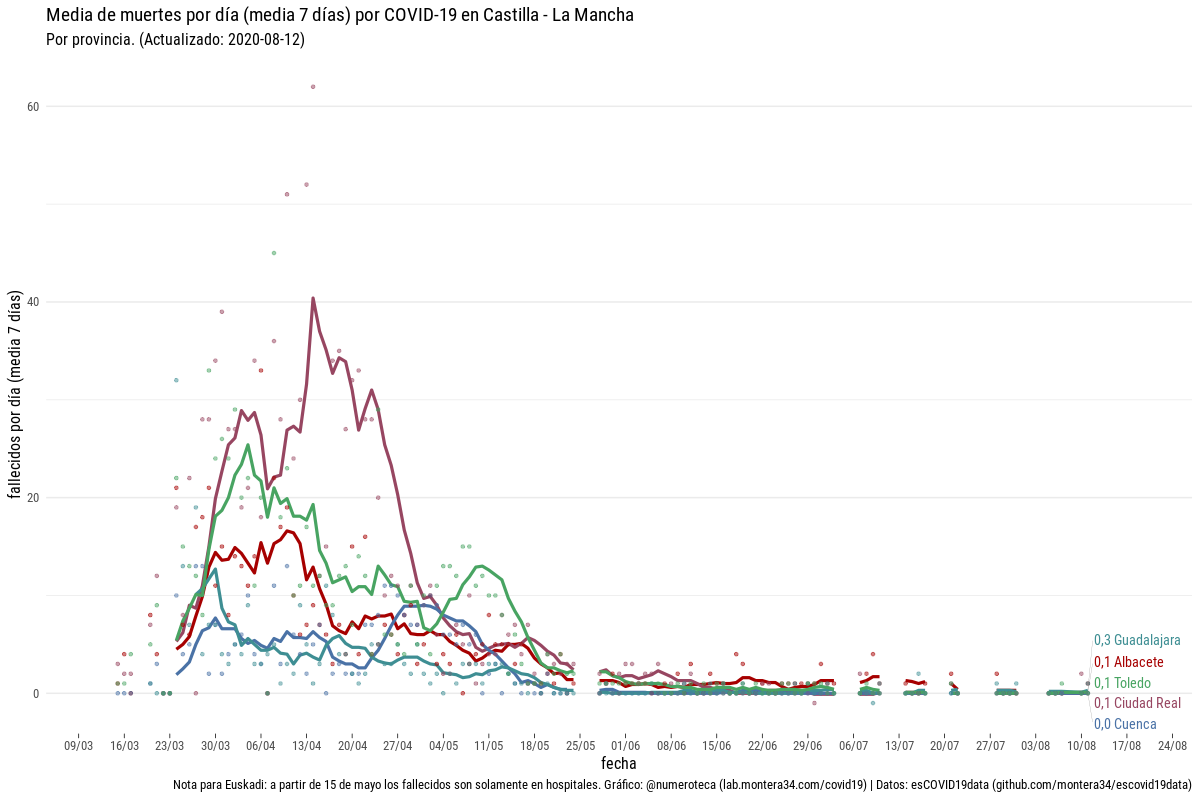 Media de muertes por día (media 7 días) por COVID-19 en Castilla - La Mancha
Por provincia. (Actualizado: 2020-08-12)
fallecidos por día (media 7 días)
60
40
20
0
0,3 Guadalajara
0,1 Albacete
0,1 Toledo
0,1 Ciudad Real
0,0 Cuenca
09/03 16/03 23/03 30/03 06/04 13/04 20/04 27/04 04/05 11/05 18/05 25/05 01/06 08/06 15/06 22/06 29/06 06/07 13/07 20/07 27/07 03/08 10/08 17/08 24/08
fecha
Nota para Euskadi: a partir de 15 de mayo los fallecidos son solamente en hospitales. Gráfico: @numeroteca (lab.montera34.com/covid19) | Datos: esCOVID19data (github.com/montera34/escovid19data)